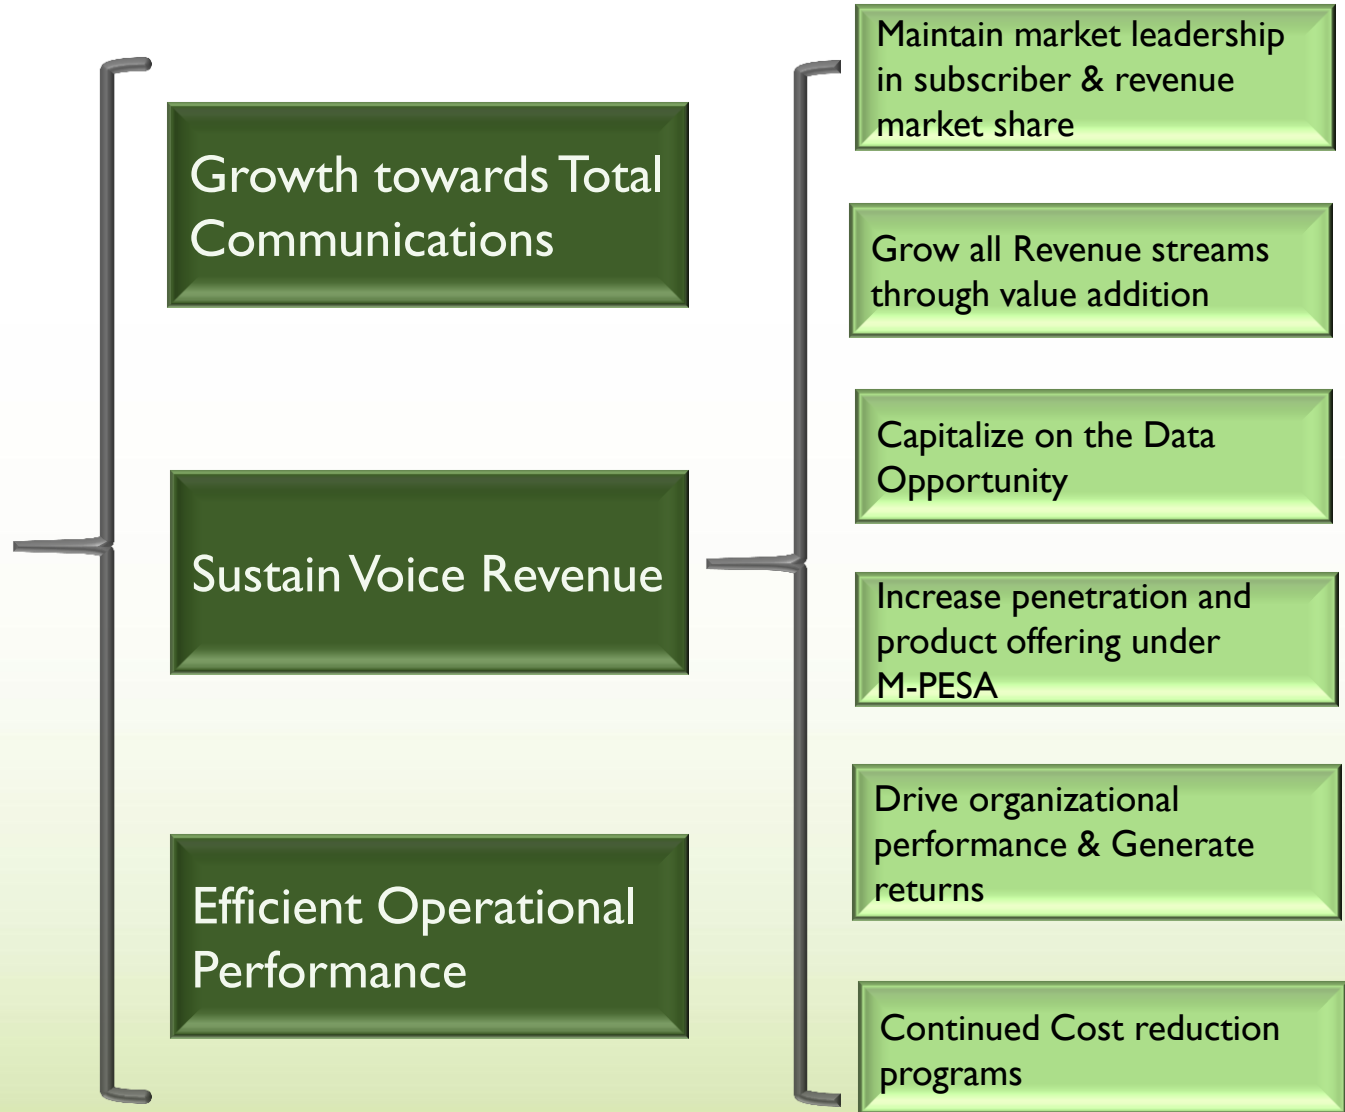 Growth towards Total
Communications
Sustain Voice Revenue
Efficient Operational
Performance
Maintain market leadership
in subscriber & revenue
market share
Grow all Revenue streams
through value addition
Capitalize on the Data
Opportunity
Increase penetration and
product offering under
M-PESA
Drive organizational
performance & Generate
returns
Continued Cost reduction
programs